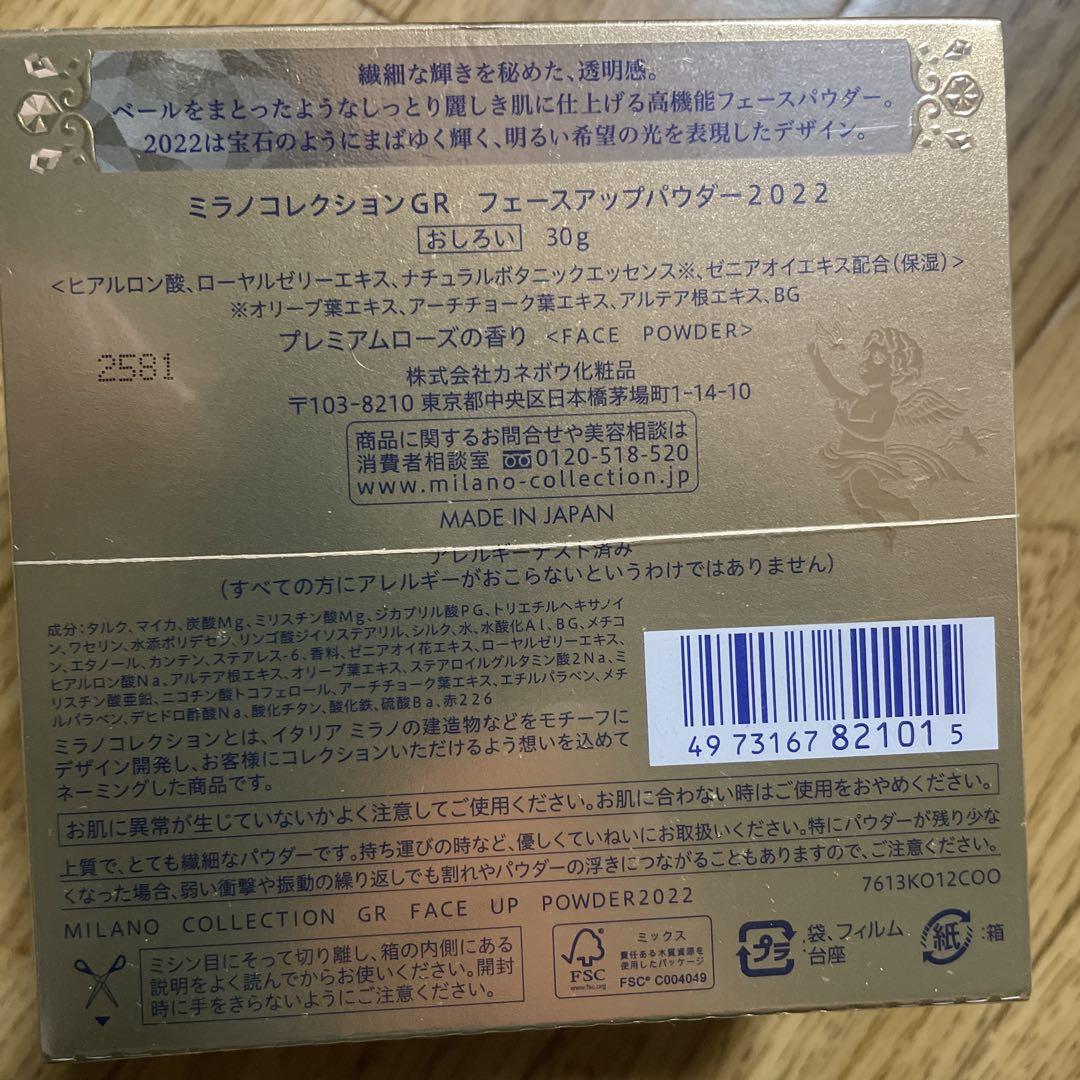 繊細な輝きを秘めた、透明感。
ベールをまとったようなしっとり麗しき肌に仕上げる高機能フェースパウダー。
2022は宝石のようにまばゆく輝く、明るい希望の光を表現したデザイン。
ミラノコレクションGR フェースアップパウダー2022
おしろい 30g
<ヒアルロン酸、ローヤルゼリーエキス、ナチュラルボタニックエッセンス※、ゼニアオイエキス配合(保湿)>
※オリーブ葉エキス、アーチチョーク葉エキス、アルテア根エキス、BG
プレミアムローズの香り <FACE POWDER>
2581
株式会社カネボウ化粧品
〒103-8210 東京都中央区日本橋茅場町1-14-10
商品に関するお問合せや美容相談は
消費者相談室 0120-518-520
www.milano-collection.jp
MADE IN JAPAN
アレルギーテスト済み
(すべての方にアレルギーがおこらないというわけではありません)
成分:タルク、マイカ、炭酸Mg、ミリスチン酸Mg、ジカプリル酸PG、トリエチルヘキサノイ
ン、ワセリン、水添ポリデセン、リンゴ酸ジイソステアリル、シルク、水、水酸化Al、BG、メチコ
ン、エタノール、カンテン、ステアレス-6、香料、ゼニアオイ花エキス、ローヤルゼリーエキス、
ヒアルロン酸Na、アルテア根エキス、オリーブ葉エキス、ステアロイルグルタミン酸2Na、ミ
リスチン酸亜鉛、ニコチン酸トコフェロール、アーチチョーク葉エキス、エチルパラベン、メチ
ルパラベン、デヒドロ酢酸Na、酸化チタン、酸化鉄、硫酸Ba、赤226
ミラノコレクションとは、イタリア ミラノの建造物などをモチーフに
デザイン開発し、お客様にコレクションいただけるよう想いを込めて
ネーミングした商品です。
49 73167 82101 5
お肌に異常が生じていないかよく注意してご使用ください。お肌に合わない時はご使用をおやめください。
上質で、とても繊細なパウダーです。持ち運びの時など、優しくていねいにお取扱いください。特にパウダーが残り少な
くなった場合、弱い衝撃や振動の繰り返しでも割れやパウダーの浮きにつながることもありますので、ご注意ください。
7613KO12COO
MILANO COLLECTION GR FACE UP POWDER2022
ミシン目にそって切り離し、箱の内側にある
説明をよく読んでからお使いください。開封
時に手をきらないようにご注意ください。
FSC
www.fsc.org
ミックス
責任ある木質資源を
使用したパッケージ
FSC® C004049
プラ
:袋、フィルム、
台座
紙
:箱